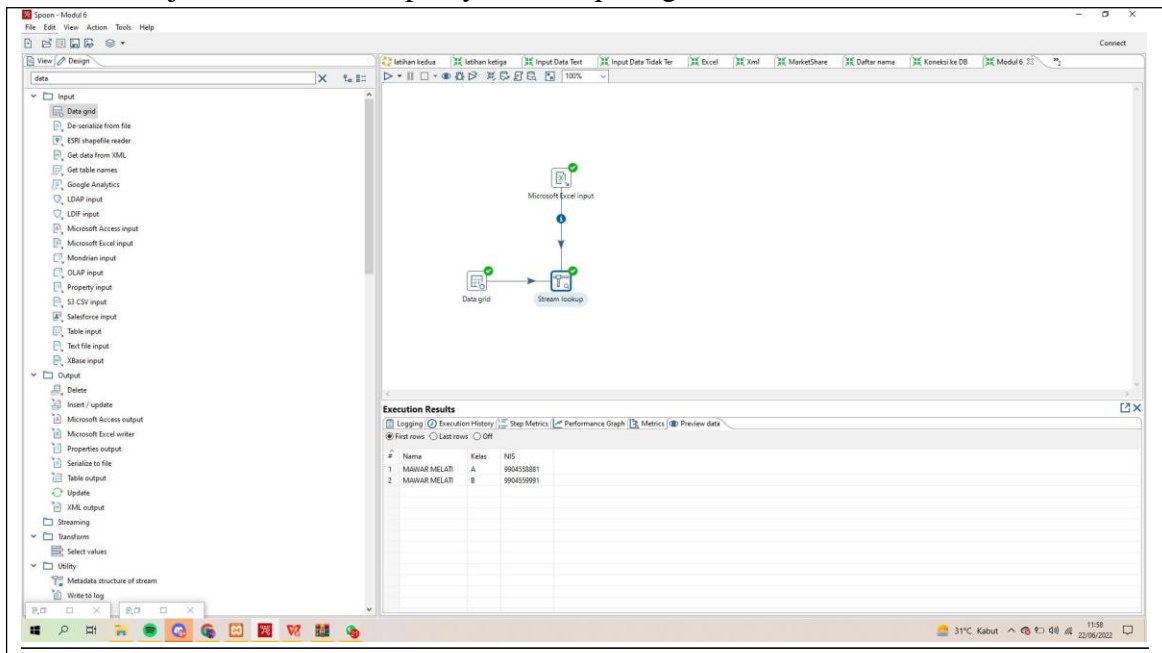 Spoon - Modul 6
File Edit View Action Tools Help
Connect
View Design
latihan kedua latihan ketiga Input Data Text Input Data Tidak Ter Excel Xml MarketShare Daftar nama Koneksi ke DB Modul 6 2
data
100%
Input
Data grid
De-serialize from file
ESRI shapefile reader
Get data from XML
Get table names
Google Analytics
LDAP input
LDIF input
Microsoft Access input
Microsoft Excel input
Mondrian input
OLAP input
Property input
S3 CSV input
Salesforce input
Table input
Text file input
XBase input
Output
Delete
Insert / update
Microsoft Access output
Microsoft Excel writer
Properties output
Serialize to file
Table output
Update
XML output
Streaming
Transform
Select values
Utility
Metadata structure of stream
Write to log
Microsoft Excel input
Data grid
Stream lookup
Execution Results
Logging Execution History Step Metrics Performance Graph Metrics Preview data
First rows Last rows Off
# Nama Kelas NIS
1 MAWAR MELATI A 9904558881
2 MAWAR MELATI B 9904559991
31°C Kabut
11:58
22/06/2022